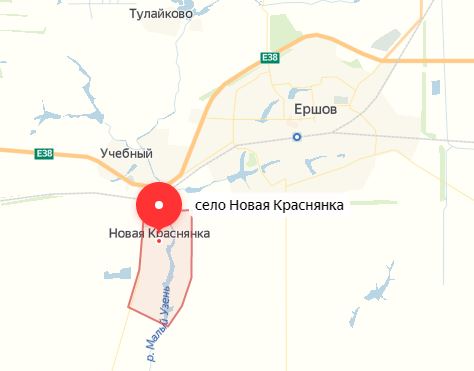 Тулайково
E38
Ершов
Учебный
E38
село Новая Краснянка
Новая Краснянка
р. Малый Узень